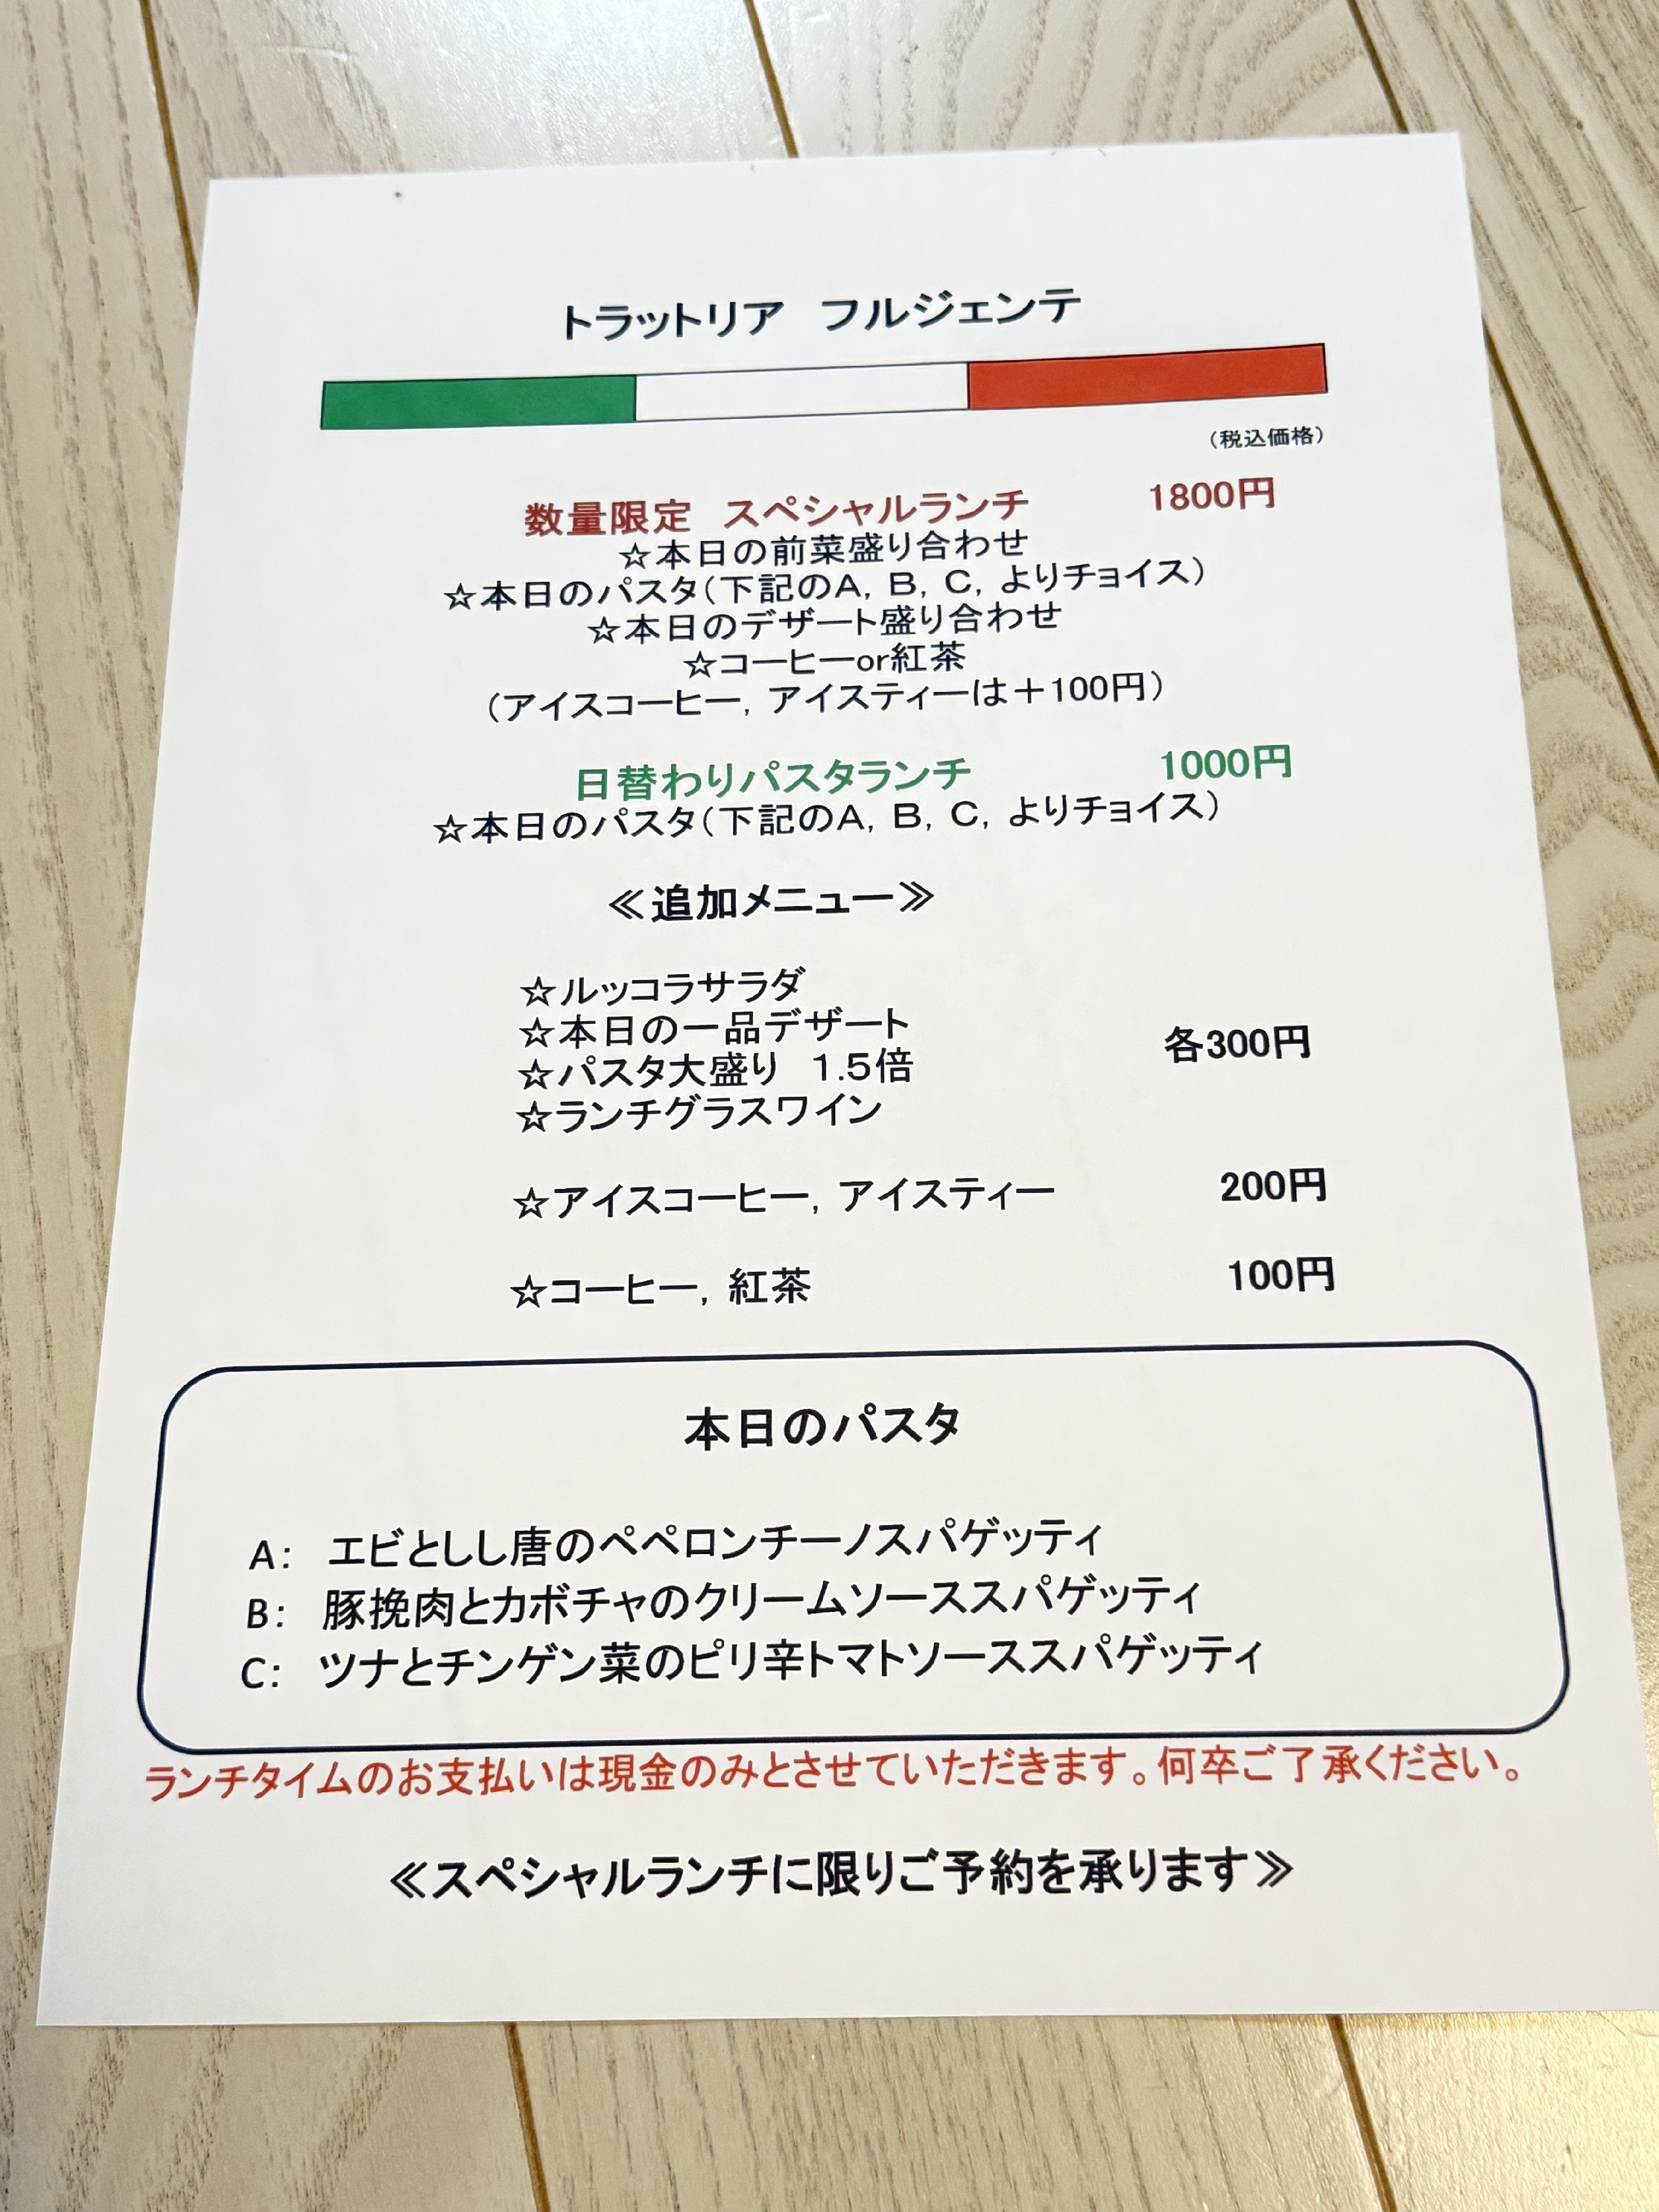 トラットリア　フルジェンテ
（税込価格）
数量限定　スペシャルランチ　1800円
☆本日の前菜盛り合わせ
☆本日のパスタ（下記のA, B, C, よりチョイス）
☆本日のデザート盛り合わせ
☆コーヒーor紅茶
（アイスコーヒー, アイスティーは＋100円）
日替わりパスタランチ　1000円
☆本日のパスタ（下記のA, B, C, よりチョイス）
≪追加メニュー≫
☆ルッコラサラダ
☆本日の一品デザート
各300円
☆パスタ大盛り　1.5倍
☆ランチグラスワイン
☆アイスコーヒー, アイスティー　200円
☆コーヒー, 紅茶　100円
本日のパスタ
A:　エビとしし唐のペペロンチーノスパゲッティ
B:　豚挽肉とカボチャのクリームソーススパゲッティ
C:　ツナとチンゲン菜のピリ辛トマトソーススパゲッティ
ランチタイムのお支払いは現金のみとさせていただきます。何卒ご了承ください。
≪スペシャルランチに限りご予約を承ります≫